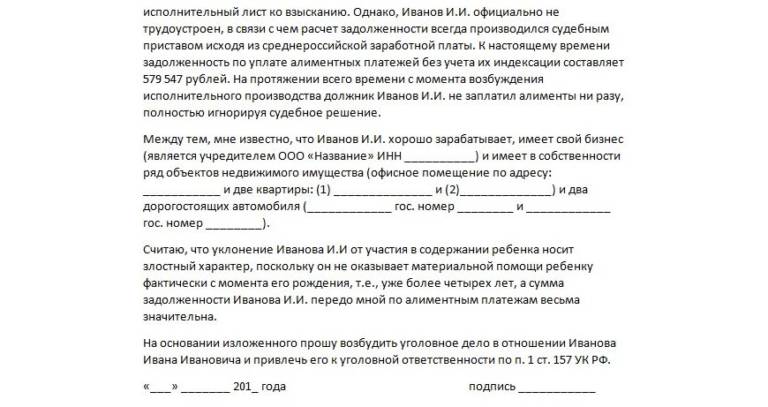 исполнительный лист ко взысканию. Однако, Иванов И.И. официально не
трудоустроен, в связи с чем расчет задолженности всегда производился судебным
приставом исходя из среднероссийской заработной платы. К настоящему времени
задолженность по уплате алиментных платежей без учета их индексации составляет
579 547 рублей. На протяжении всего времени с момента возбуждения
исполнительного производства должник Иванов И.И. не заплатил алименты ни разу,
полностью игнорируя судебное решение.
Между тем, мне известно, что Иванов И.И. хорошо зарабатывает, имеет свой бизнес
(является учредителем ООО «Название» ИНН __________) и имеет в собственности
ряд объектов недвижимого имущества (офисное помещение по адресу:
___________ и две квартиры: (1) ______________ и (2)_____________) и два
дорогостоящих автомобиля (____________ гос. номер ________ и ____________
гос. номер ________).
Считаю, что уклонение Иванова И.И от участия в содержании ребенка носит
злостный характер, поскольку он не оказывает материальной помощи ребенку
фактически с момента его рождения, т.е., уже более четырех лет, а сумма
задолженности Иванова И.И. передо мной по алиментным платежам весьма
значительна.
На основании изложенного прошу возбудить уголовное дело в отношении Иванова
Ивана Ивановича и привлечь его к уголовной ответственности по п. 1 ст. 157 УК РФ.
«___» _______ 201_ года подпись ___________